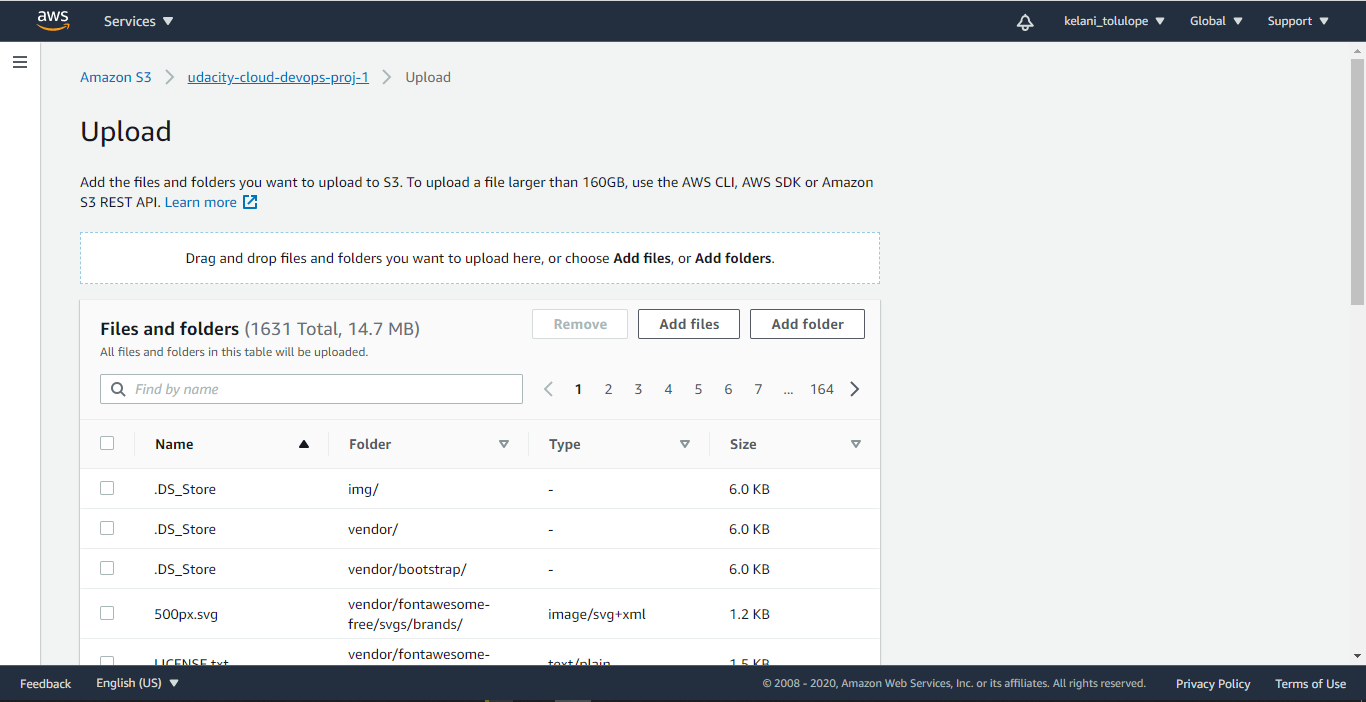 aws Services kelani_tolulope Global Support
Amazon S3 udacity-cloud-devops-proj-1 Upload
Upload
Add the files and folders you want to upload to S3. To upload a file larger than 160GB, use the AWS CLI, AWS SDK or Amazon
S3 REST API. Learn more
Drag and drop files and folders you want to upload here, or choose Add files, or Add folders.
Files and folders (1631 Total, 14.7 MB) Remove Add files Add folder
All files and folders in this table will be uploaded.
Find by name 1 2 3 4 5 6 7 ... 164
Name Folder Type Size
.DS_Store img/ - 6.0 KB
.DS_Store vendor/ - 6.0 KB
.DS_Store vendor/bootstrap/ - 6.0 KB
500px.svg vendor/fontawesome-free/svgs/brands/ image/svg+xml 1.2 KB
LICENSE.txt vendor/fontawesome- text/plain 1.5 KB
Feedback English (US) © 2008 - 2020, Amazon Web Services, Inc. or its affiliates. All rights reserved. Privacy Policy Terms of Use